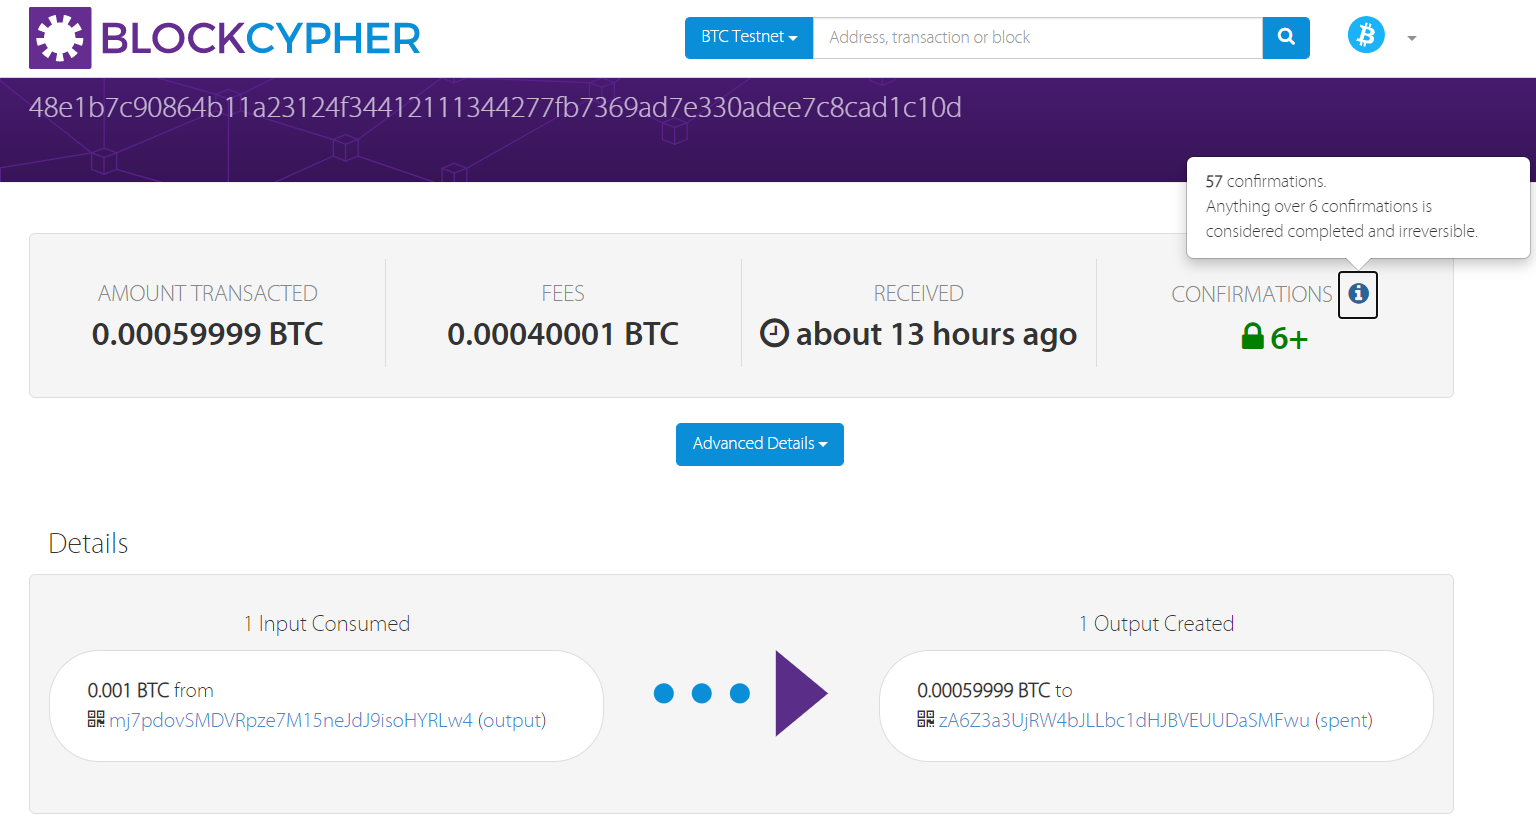 BLOCKCYPHER
BTC Testnet
Address, transaction or block
48e1b7c90864b11a23124f34412111344277fb7369ad7e330adee7c8cad1c10d
57 confirmations.
Anything over 6 confirmations is
considered completed and irreversible.
AMOUNT TRANSACTED
0.00059999 BTC
FEES
0.00040001 BTC
RECEIVED
about 13 hours ago
CONFIRMATIONS
6+
Advanced Details
Details
1 Input Consumed
0.001 BTC from
mj7pdovSMDVRpze7M15neJdJ9isoHYRLw4 (output)
1 Output Created
0.00059999 BTC to
zA6Z3a3UjRW4bJLLbc1dHJBVEUUDaSMFwu (spent)